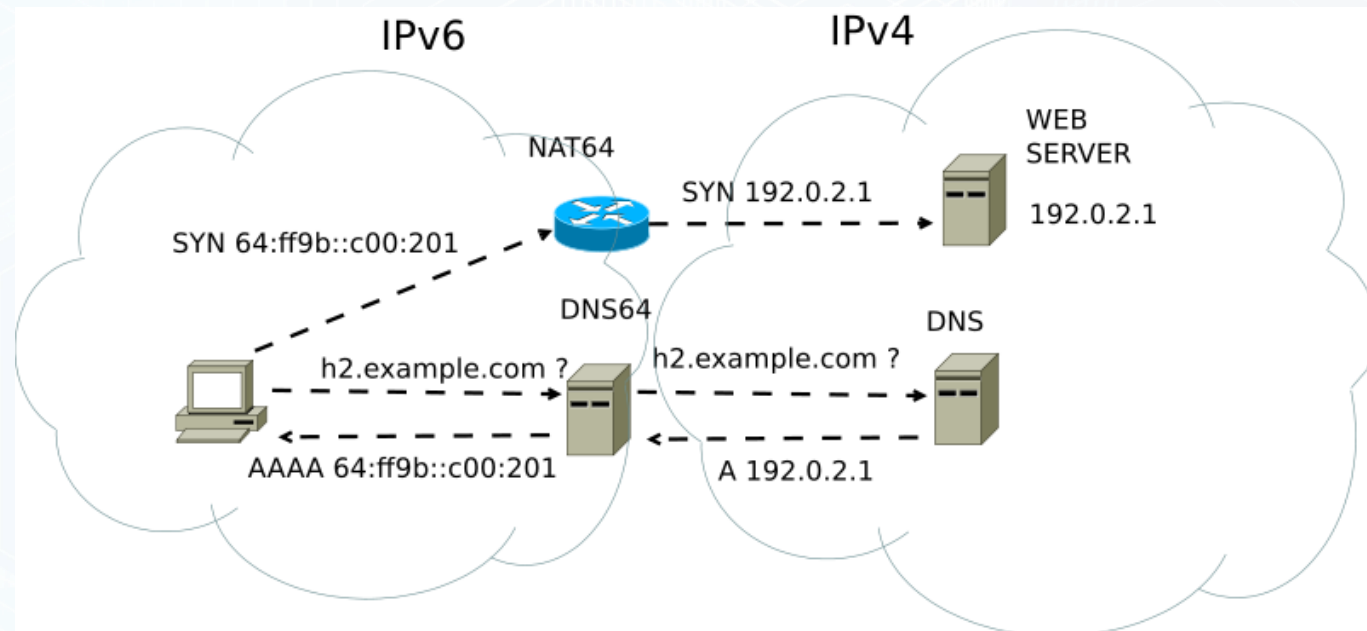 IPv6
IPv4
NAT64
WEB
SERVER
SYN 192.0.2.1
192.0.2.1
SYN 64:ff9b::c00:201
DNS64
DNS
h2.example.com ?
h2.example.com ?
AAAA 64:ff9b::c00:201
A 192.0.2.1